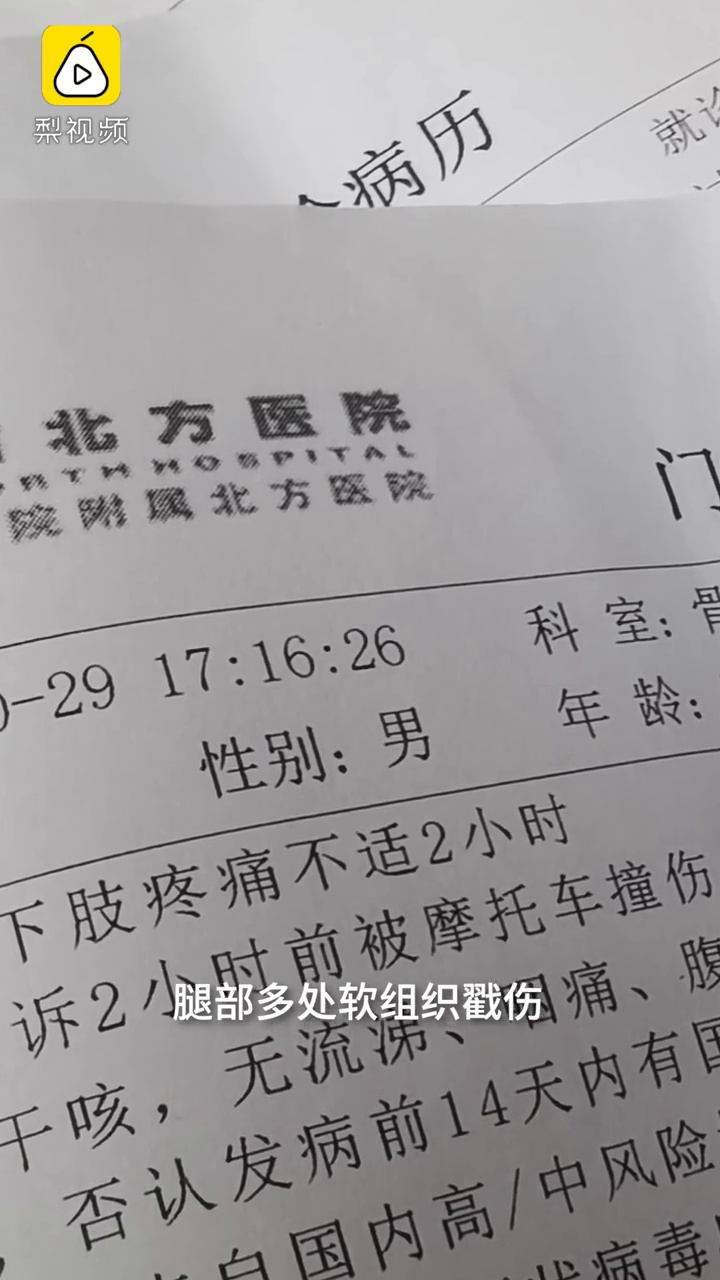 梨视频
病历
就诊
北方医院
RTH HOSPITAL
院附属北方医院
门
0-29 17:16:26
科 室: 骨
性别: 男
年 龄:
下肢疼痛不适2小时
诉2小时前被摩托车撞伤
腿部多处软组织戳伤
干咳, 无流涕、咽痛、腹
否认发病前14天内有国
自国内高/中风险
病毒